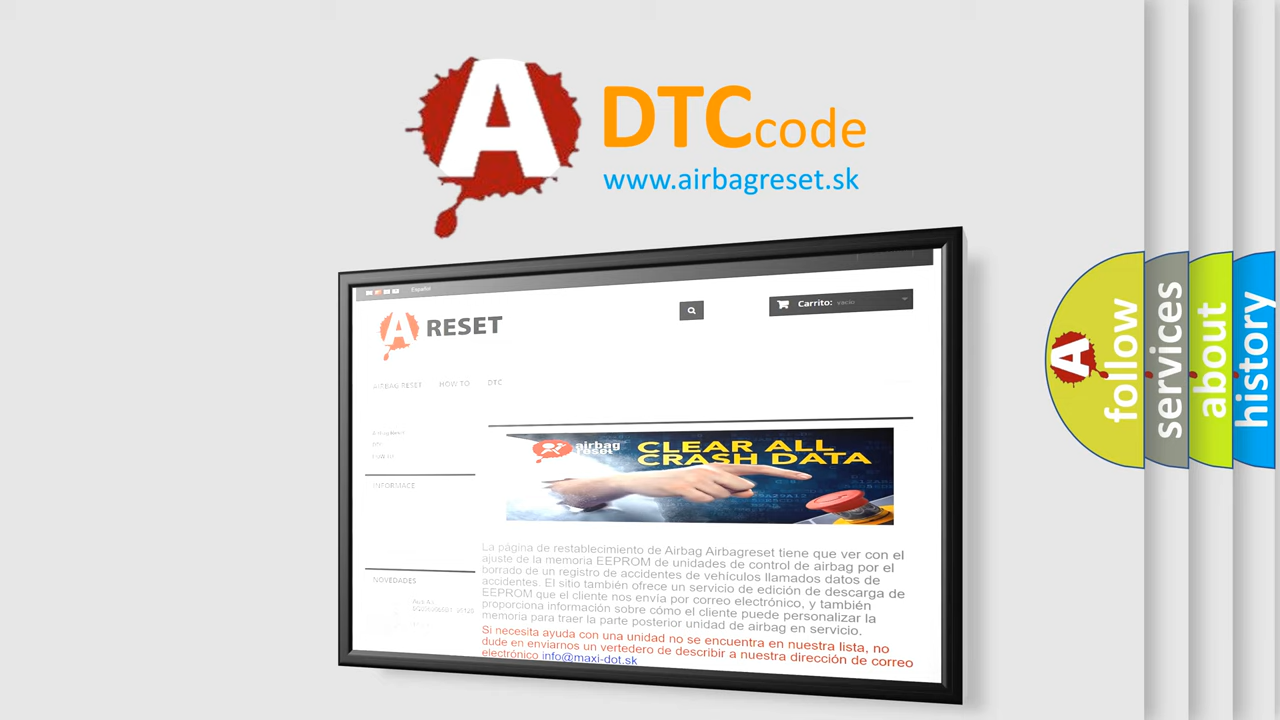 A DTC code
www.airbagreset.sk
Español
A RESET
Carrito: vacío
AIRBAG RESET HOW TO DTC
INFORMACE
NOVEDADES
airbag reset
CLEAR ALL
CRASH DATA
La página de restablecimiento de Airbag Airbagreset tiene que ver con el
ajuste de la memoria EEPROM de unidades de control de airbag por el
borrado de un registro de accidentes de vehículos llamados datos de
accidentes. El sitio también ofrece un servicio de edición de descarga de
EEPROM que el cliente nos envía por correo electrónico, y también
proporciona información sobre cómo el cliente puede personalizar la
memoria para traer la parte posterior unidad de airbag en servicio.
Si necesita ayuda con una unidad no se encuentra en nuestra lista, no
dude en enviarnos un vertedero de describir a nuestra dirección de correo
electrónico info@maxi-dot.sk
A
follow
services
about
history